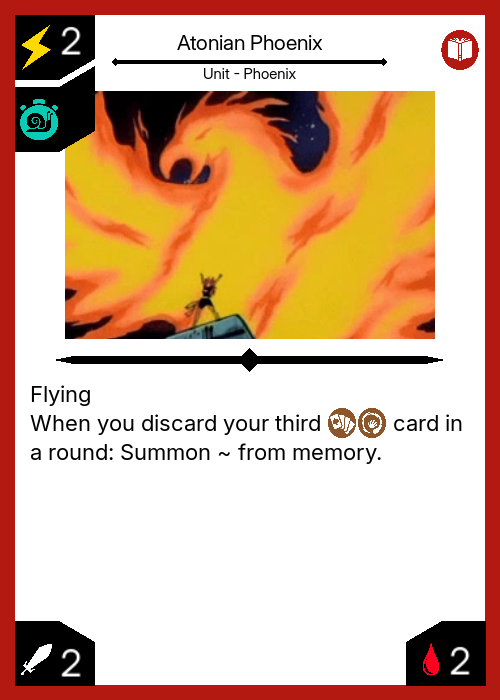 2
Atonian Phoenix
Unit - Phoenix
Flying
When you discard your third card in
a round: Summon ~ from memory.
2
2